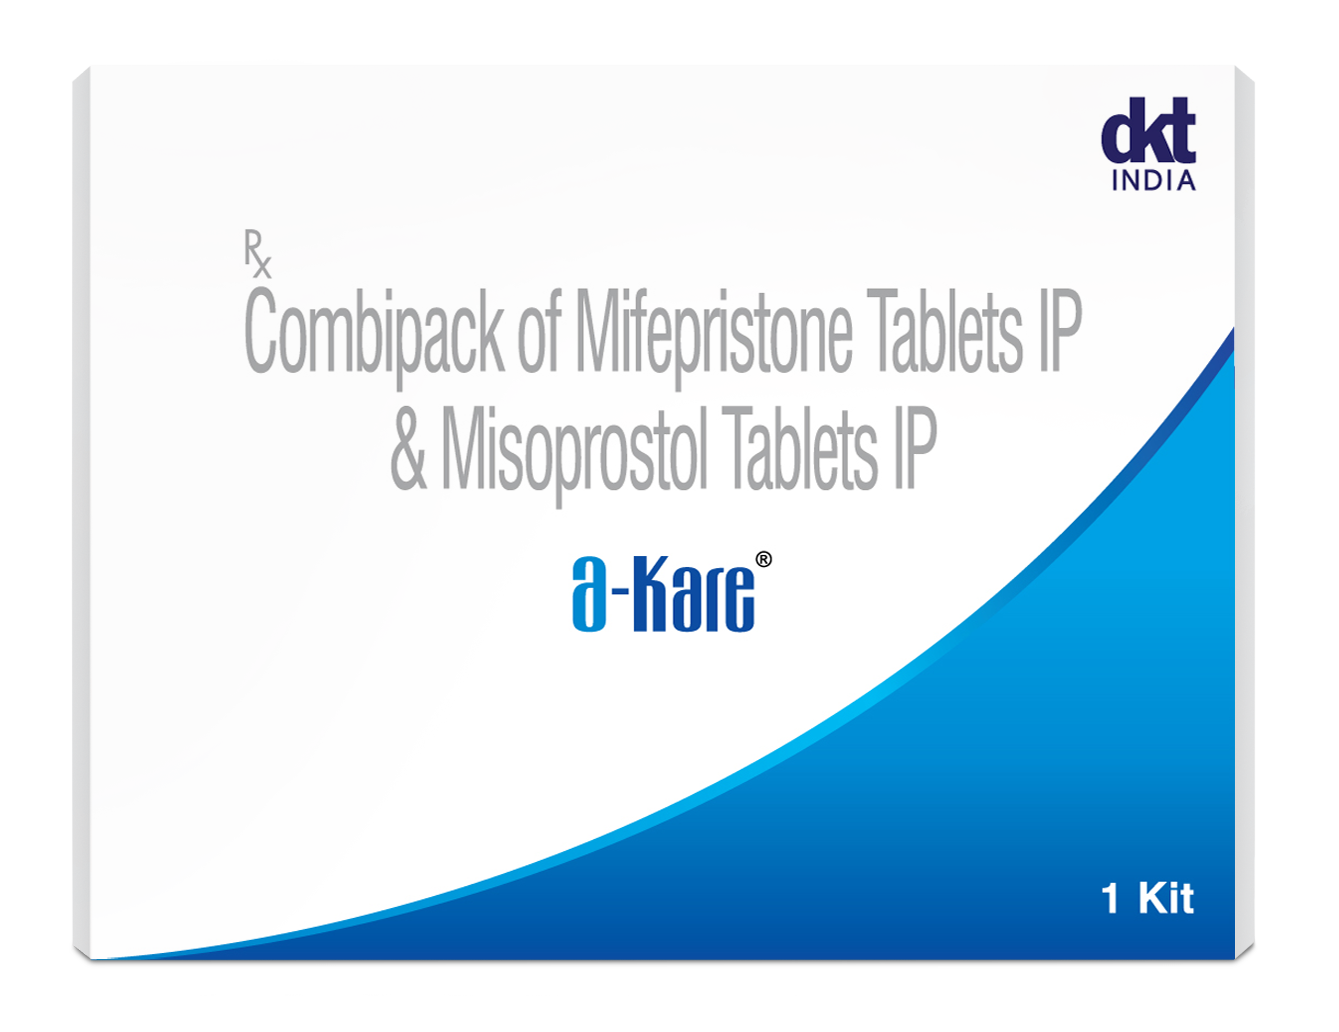 dkt
INDIA
Rx
Combipack of Mifepristone Tablets IP
& Misoprostol Tablets IP
a-Kare®
1 Kit